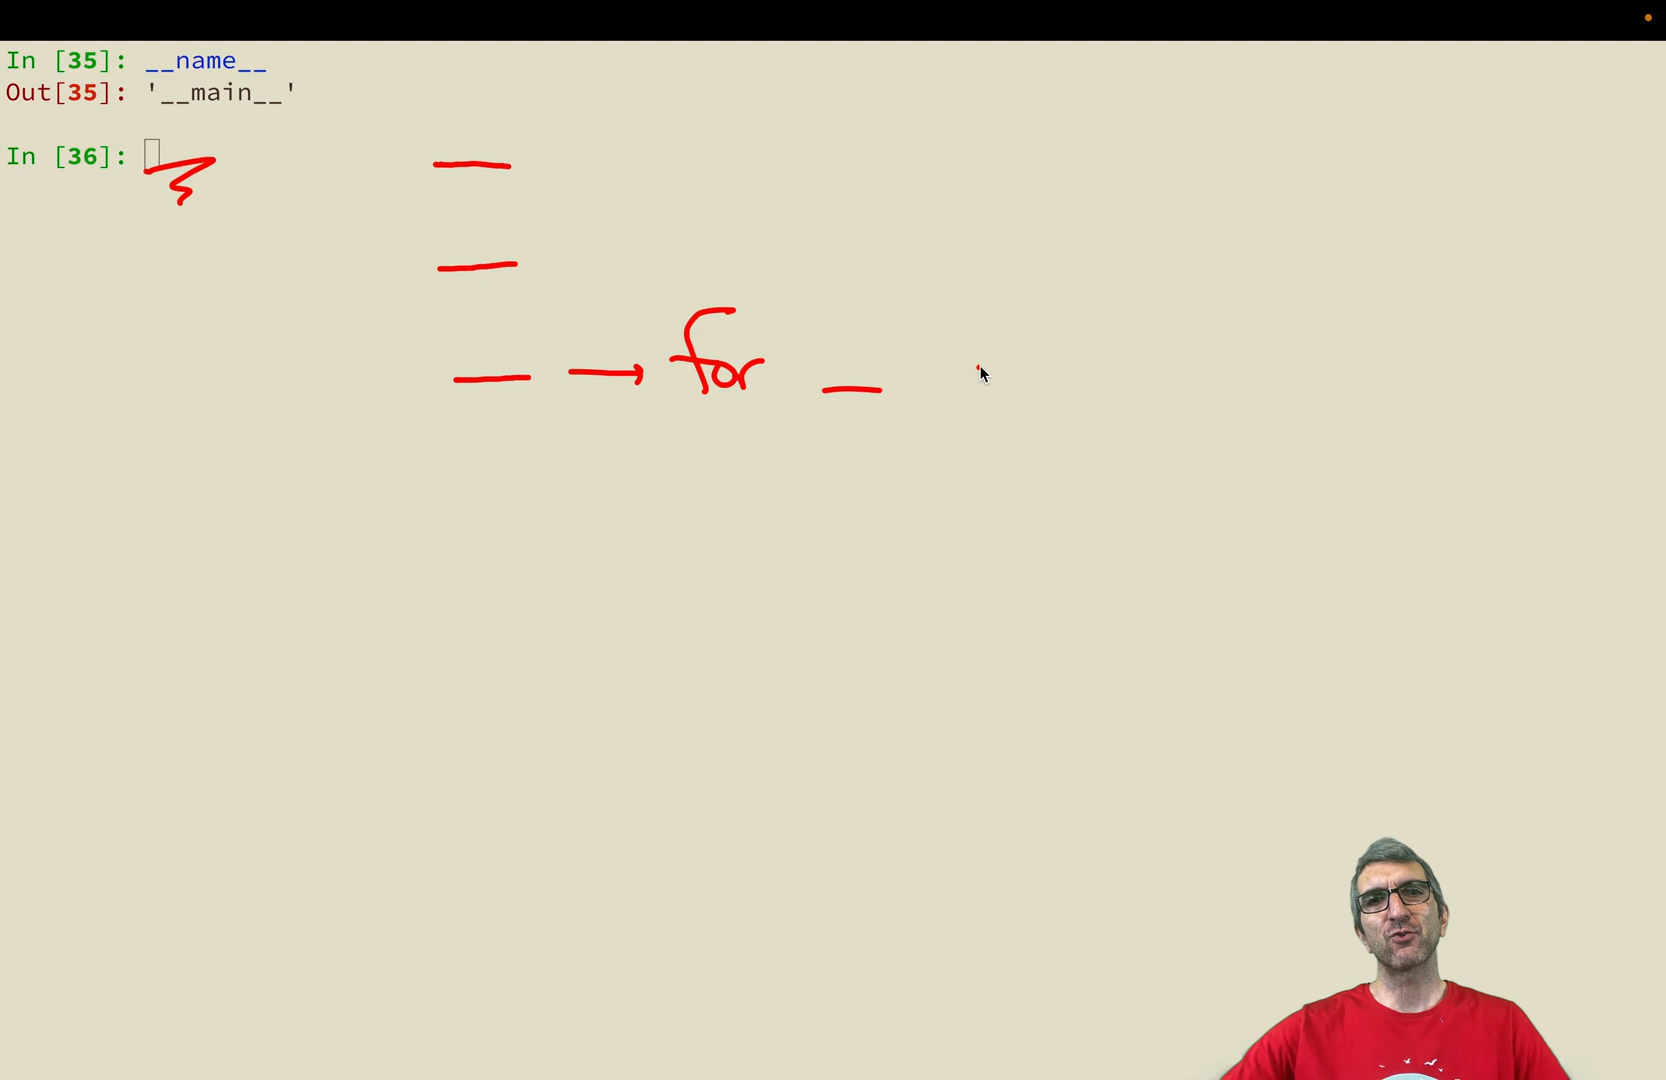 In [35]: __name__
Out[35]: '__main__'
In [36]:
_
_
_ → for _